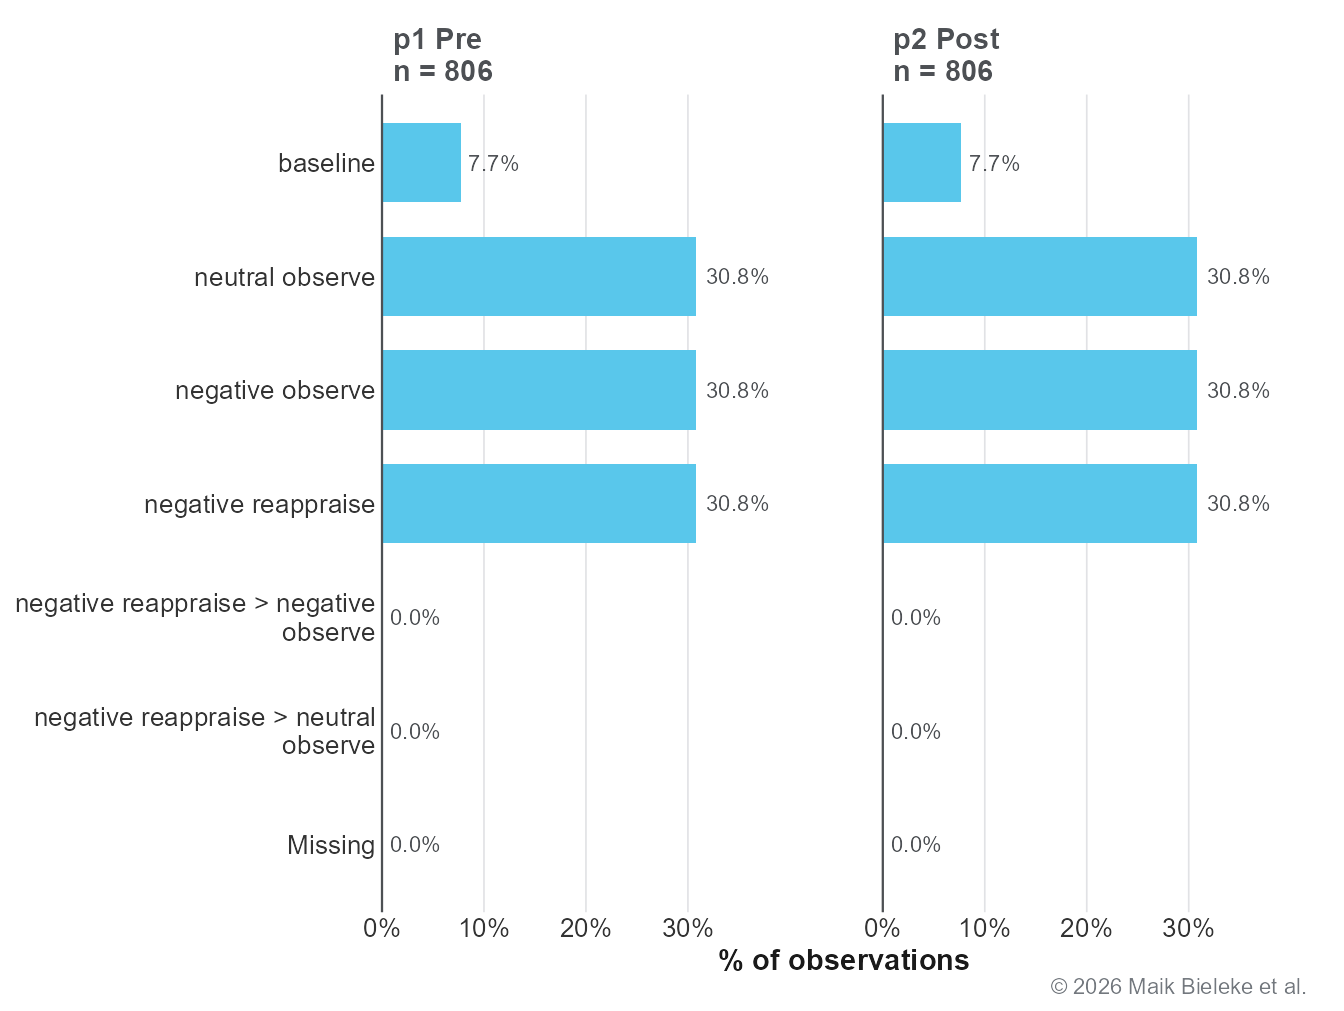 p1 Pre
n = 806
p2 Post
n = 806
baseline
7.7%
7.7%
neutral observe
30.8%
30.8%
negative observe
30.8%
30.8%
negative reappraise
30.8%
30.8%
negative reappraise > negative
observe
0.0%
0.0%
negative reappraise > neutral
observe
0.0%
0.0%
Missing
0.0%
0.0%
0% 10% 20% 30%
0% 10% 20% 30%
% of observations
© 2026 Maik Bieleke et al.